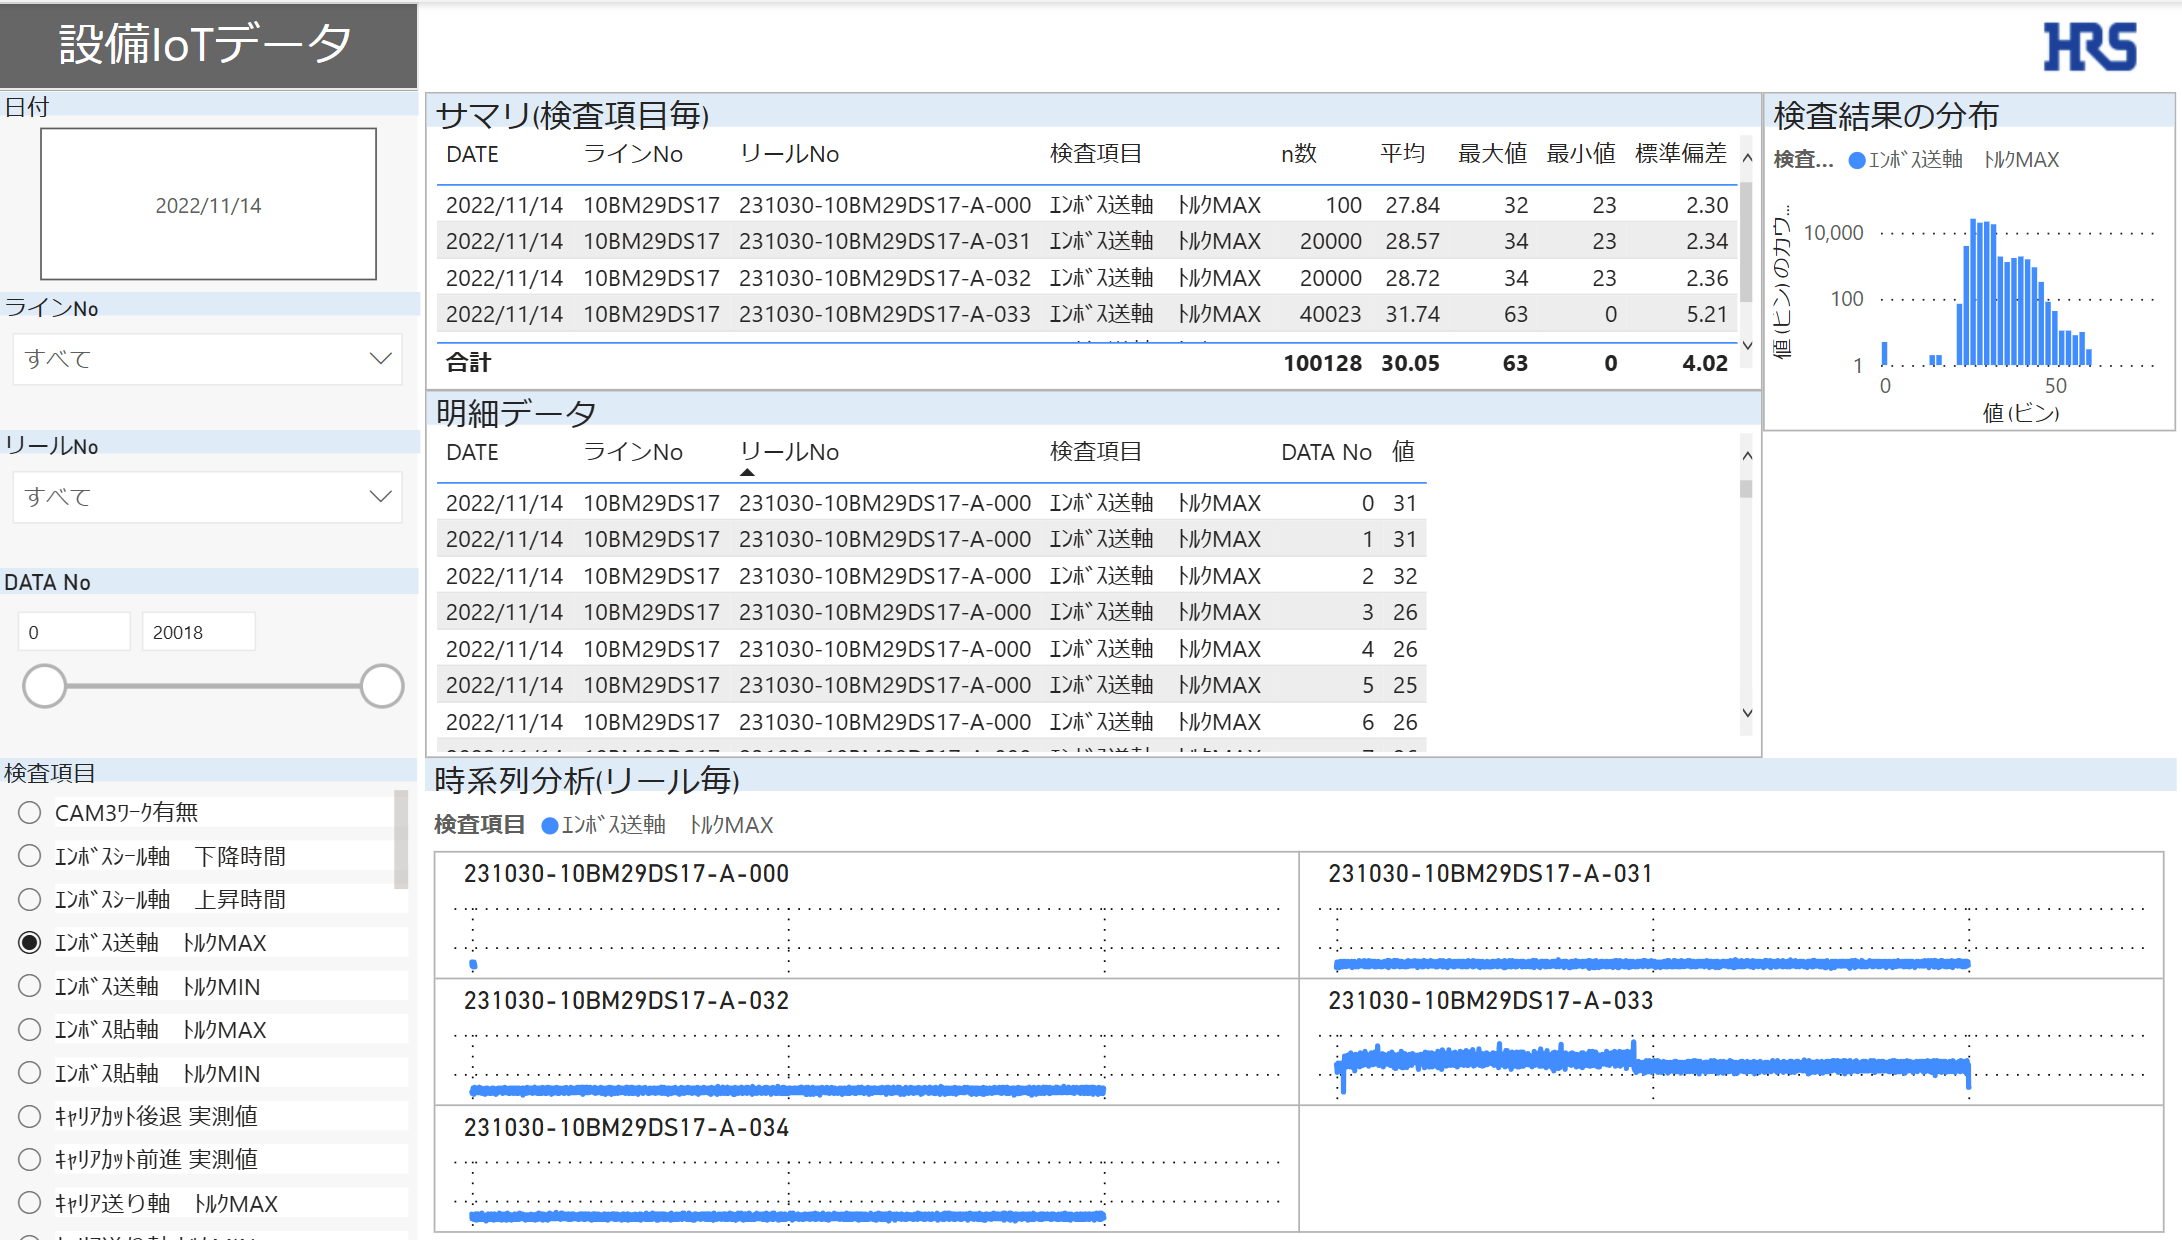 設備IoTデータ
HRS
日付
2022/11/14
ラインNo
すべて
リールNo
すべて
DATA No
0 20018
検査項目
CAM3ﾜｰｸ有無
ｴﾝﾎﾞｽｼｰﾙ軸　下降時間
ｴﾝﾎﾞｽｼｰﾙ軸　上昇時間
ｴﾝﾎﾞｽ送軸　ﾄﾙｸMAX
ｴﾝﾎﾞｽ送軸　ﾄﾙｸMIN
ｴﾝﾎﾞｽ貼軸　ﾄﾙｸMAX
ｴﾝﾎﾞｽ貼軸　ﾄﾙｸMIN
ｷｬﾘｱｶｯﾄ後退 実測値
ｷｬﾘｱｶｯﾄ前進 実測値
ｷｬﾘｱ送り軸　ﾄﾙｸMAX
サマリ(検査項目毎)
DATE ラインNo リールNo 検査項目 n数 平均 最大値 最小値 標準偏差
2022/11/14 10BM29DS17 231030-10BM29DS17-A-000 ｴﾝﾎﾞｽ送軸　ﾄﾙｸMAX 100 27.84 32 23 2.30
2022/11/14 10BM29DS17 231030-10BM29DS17-A-031 ｴﾝﾎﾞｽ送軸　ﾄﾙｸMAX 20000 28.57 34 23 2.34
2022/11/14 10BM29DS17 231030-10BM29DS17-A-032 ｴﾝﾎﾞｽ送軸　ﾄﾙｸMAX 20000 28.72 34 23 2.36
2022/11/14 10BM29DS17 231030-10BM29DS17-A-033 ｴﾝﾎﾞｽ送軸　ﾄﾙｸMAX 40023 31.74 63 0 5.21
合計 100128 30.05 63 0 4.02
検査結果の分布
検査... ｴﾝﾎﾞｽ送軸　ﾄﾙｸMAX
値 (ビン) のカウ...
10,000
100
1
0 50
値 (ビン)
明細データ
DATE ラインNo リールNo 検査項目 DATA No 値
2022/11/14 10BM29DS17 231030-10BM29DS17-A-000 ｴﾝﾎﾞｽ送軸　ﾄﾙｸMAX 0 31
2022/11/14 10BM29DS17 231030-10BM29DS17-A-000 ｴﾝﾎﾞｽ送軸　ﾄﾙｸMAX 1 31
2022/11/14 10BM29DS17 231030-10BM29DS17-A-000 ｴﾝﾎﾞｽ送軸　ﾄﾙｸMAX 2 32
2022/11/14 10BM29DS17 231030-10BM29DS17-A-000 ｴﾝﾎﾞｽ送軸　ﾄﾙｸMAX 3 26
2022/11/14 10BM29DS17 231030-10BM29DS17-A-000 ｴﾝﾎﾞｽ送軸　ﾄﾙｸMAX 4 26
2022/11/14 10BM29DS17 231030-10BM29DS17-A-000 ｴﾝﾎﾞｽ送軸　ﾄﾙｸMAX 5 25
2022/11/14 10BM29DS17 231030-10BM29DS17-A-000 ｴﾝﾎﾞｽ送軸　ﾄﾙｸMAX 6 26
時系列分析(リール毎)
検査項目 ｴﾝﾎﾞｽ送軸　ﾄﾙｸMAX
231030-10BM29DS17-A-000
231030-10BM29DS17-A-031
231030-10BM29DS17-A-032
231030-10BM29DS17-A-033
231030-10BM29DS17-A-034